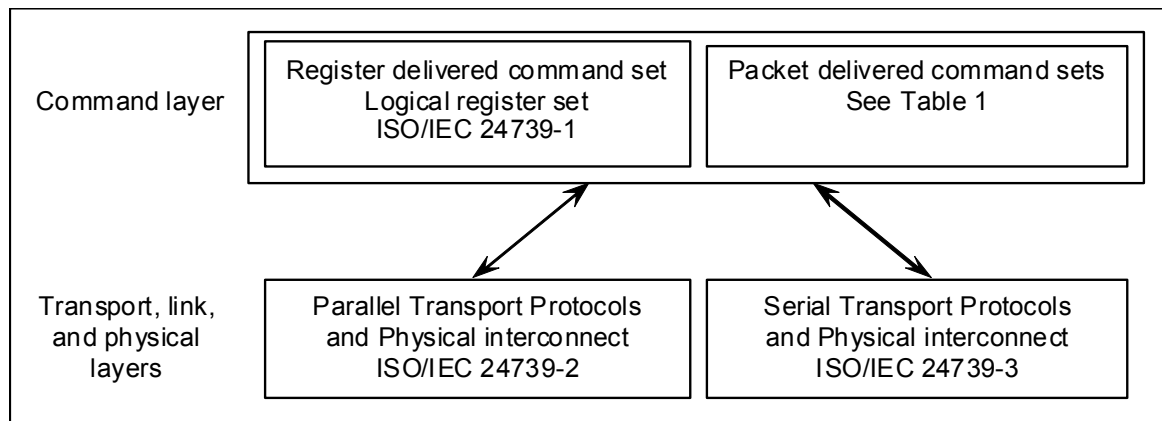 Command layer
Register delivered command set
Logical register set
ISO/IEC 24739-1
Packet delivered command sets
See Table 1
Transport, link,
and physical
layers
Parallel Transport Protocols
and Physical interconnect
ISO/IEC 24739-2
Serial Transport Protocols
and Physical interconnect
ISO/IEC 24739-3